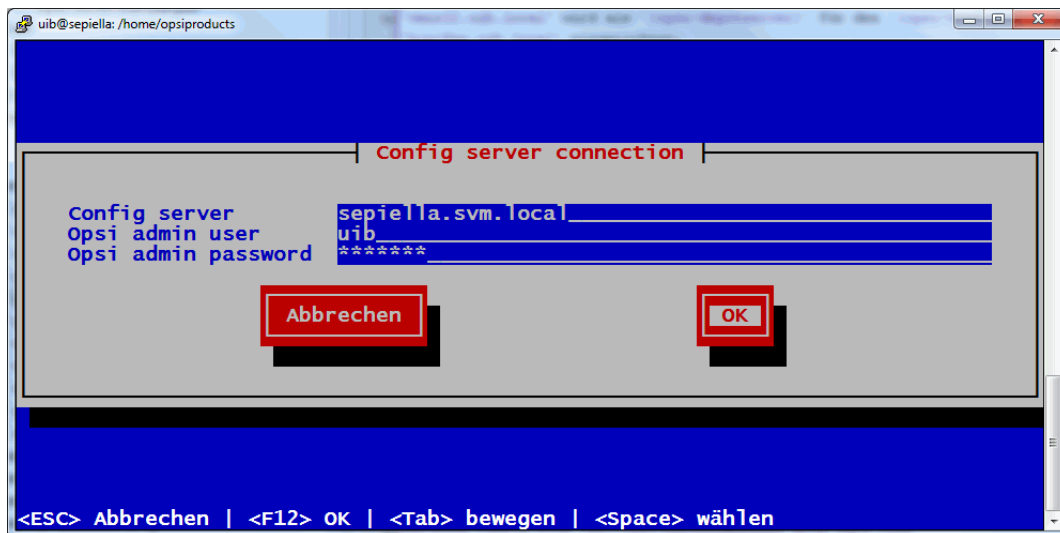 uib@sepiella: /home/opsiproducts
Config server connection
Config server sepiella.svm.local
Opsi admin user uib
Opsi admin password *******
Abbrechen OK
<ESC> Abbrechen | <F12> OK | <Tab> bewegen | <Space> wählen